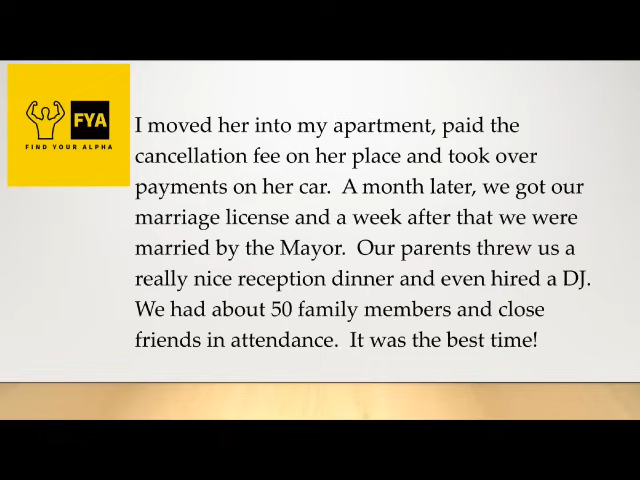 FYA
FIND YOUR ALPHA
I moved her into my apartment, paid the
cancellation fee on her place and took over
payments on her car.  A month later, we got our
marriage license and a week after that we were
married by the Mayor.  Our parents threw us a
really nice reception dinner and even hired a DJ.
We had about 50 family members and close
friends in attendance.  It was the best time!